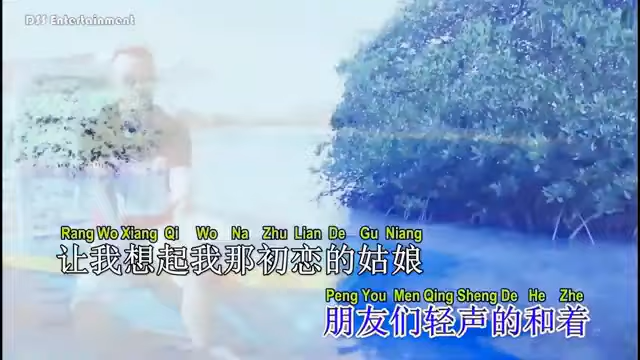 DSS Entertainment
Rang Wo Xiang Qi Wo Na Zhu Lian De Gu Niang
让我想起我那初恋的姑娘
Peng You Men Qing Sheng De He Zhe
朋友们轻声的和着